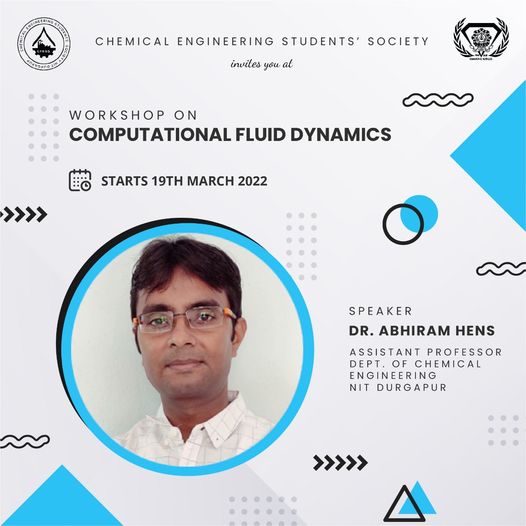 CHEMICAL ENGINEERING STUDENTS' SOCIETY
invites you at
WORKSHOP ON
COMPUTATIONAL FLUID DYNAMICS
STARTS 19TH MARCH 2022
SPEAKER
DR. ABHIRAM HENS
ASSISTANT PROFESSOR
DEPT. OF CHEMICAL
ENGINEERING
NIT DURGAPUR